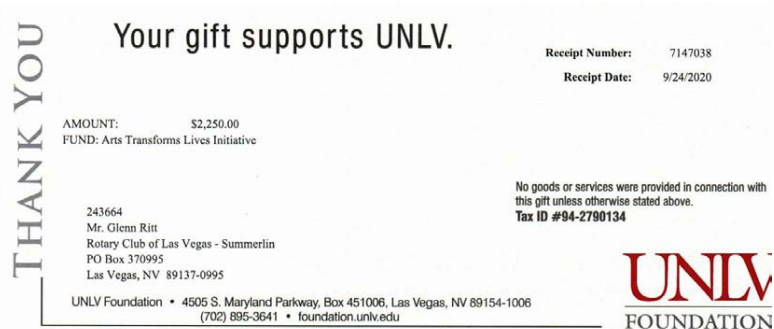 THANK YOU
Your gift supports UNLV.
Receipt Number: 7147038
Receipt Date: 9/24/2020
AMOUNT: $2,250.00
FUND: Arts Transforms Lives Initiative
No goods or services were provided in connection with
this gift unless otherwise stated above.
Tax ID #94-2790134
243664
Mr. Glenn Ritt
Rotary Club of Las Vegas - Summerlin
PO Box 370995
Las Vegas, NV 89137-0995
UNLV Foundation • 4505 S. Maryland Parkway, Box 451006, Las Vegas, NV 89154-1006
(702) 895-3641 • foundation.unlv.edu
UNLV
FOUNDATION